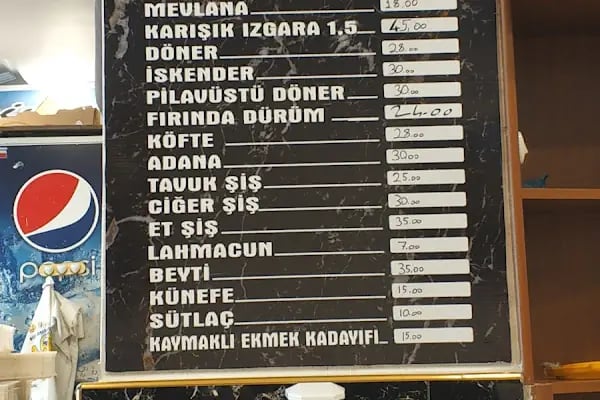 MEVLANA 18.00
KARIŞIK IZGARA 1.5 45.00
DÖNER 28.00
İSKENDER 30.00
PİLAVÜSTÜ DÖNER 30.00
FIRINDA DÜRÜM 24.00
KÖFTE 28.00
ADANA 30.00
TAVUK ŞİŞ 25.00
CİĞER ŞİŞ 30.00
ET ŞİŞ 35.00
LAHMACUN 7.00
BEYTİ 35.00
KÜNEFE 15.00
SÜTLAÇ 10.00
KAYMAKLI EKMEK KADAYIFI 15.00
pepsi